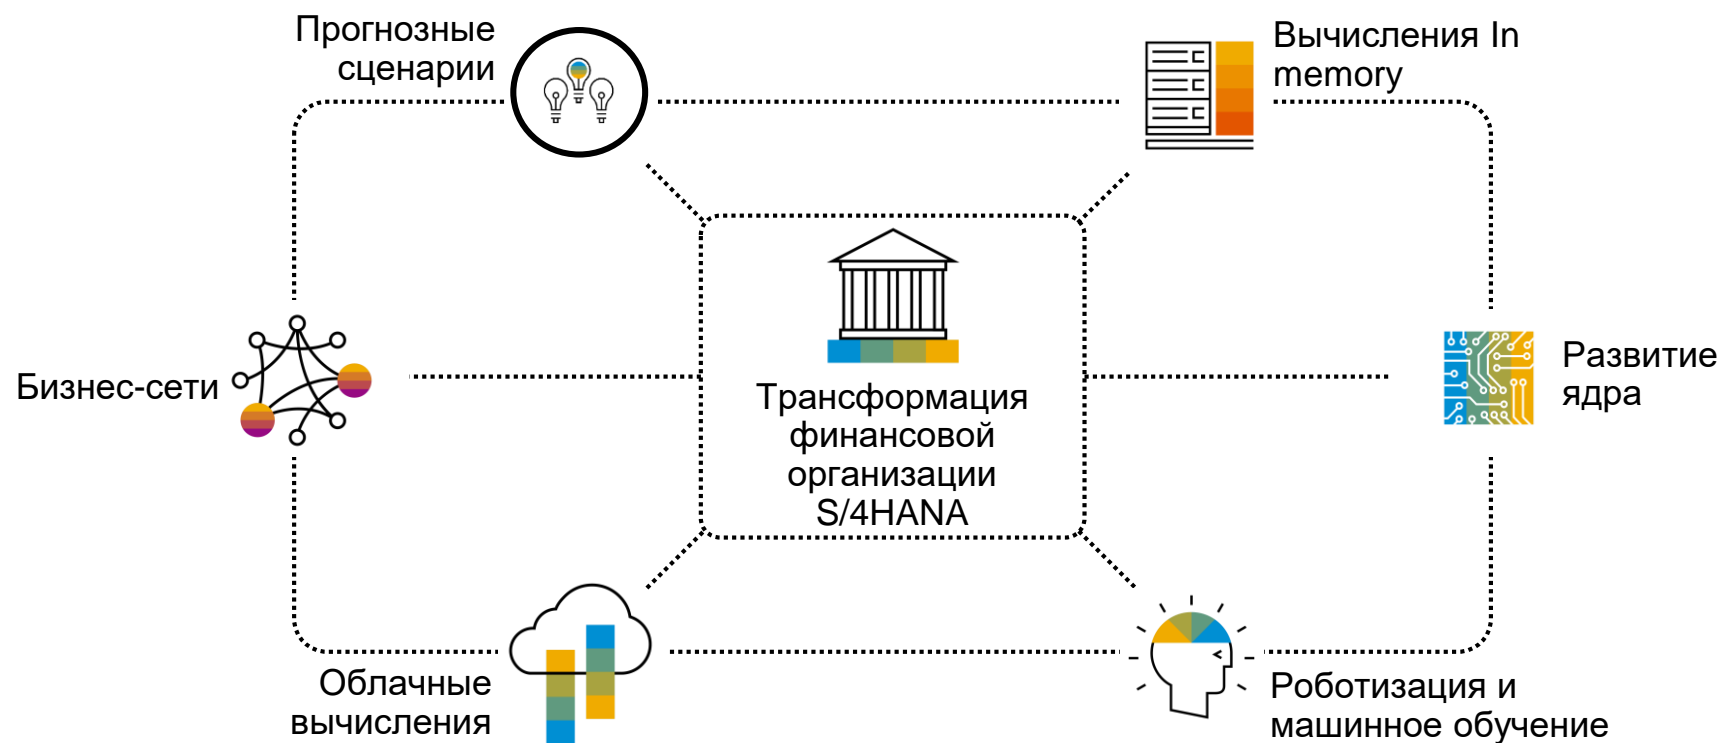 Прогнозные
сценарии
Вычисления In
memory
Бизнес-сети
Трансформация
финансовой
организации
S/4HANA
Развитие
ядра
Облачные
вычисления
Роботизация и
машинное обучение